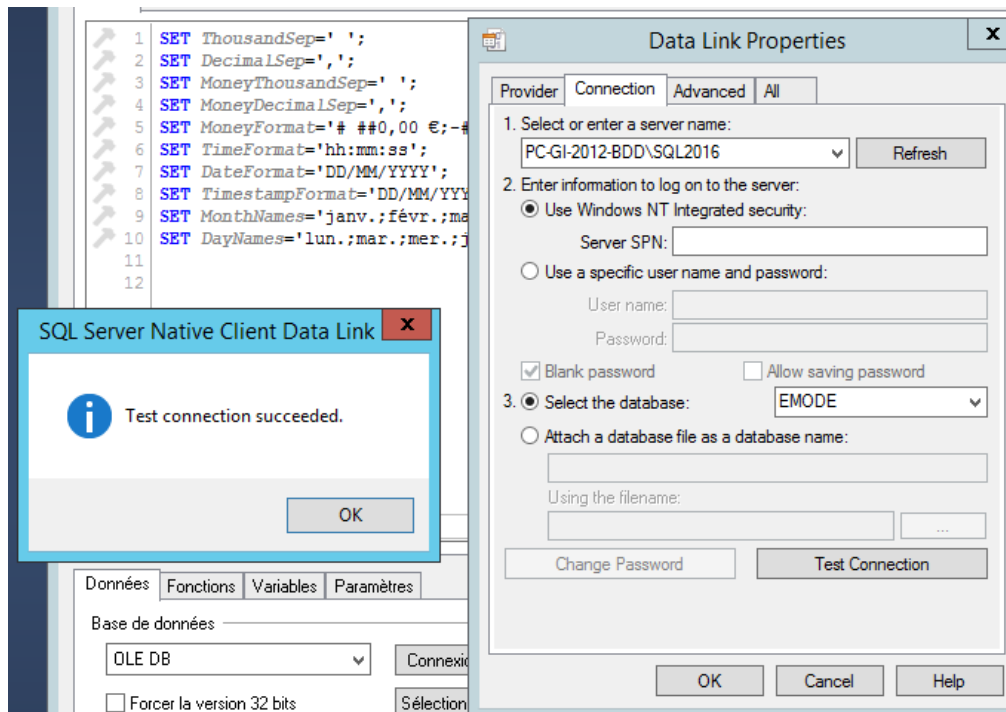 1 SET ThousandSep=' ';
2 SET DecimalSep=',';
3 SET MoneyThousandSep=' ';
4 SET MoneyDecimalSep=',';
5 SET MoneyFormat='# ##0,00 €;-#
6 SET TimeFormat='hh:mm:ss';
7 SET DateFormat='DD/MM/YYYY';
8 SET TimestampFormat='DD/MM/YYY
9 SET MonthNames='janv.;févr.;ma
10 SET DayNames='lun.;mar.;mer.;j
11
12
SQL Server Native Client Data Link
x
Test connection succeeded.
OK
Données Fonctions Variables Paramètres
Base de données
OLE DB
Connexio
Forcer la version 32 bits
Sélection
Data Link Properties
x
Provider Connection Advanced All
1. Select or enter a server name:
PC-GI-2012-BDD\SQL2016
Refresh
2. Enter information to log on to the server:
Use Windows NT Integrated security:
Server SPN:
Use a specific user name and password:
User name:
Password:
Blank password
Allow saving password
3. Select the database:
EMODE
Attach a database file as a database name:
Using the filename:
...
Change Password
Test Connection
OK
Cancel
Help